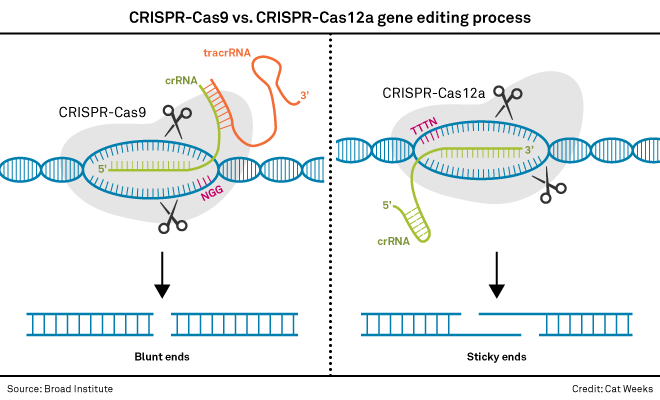 CRISPR-Cas9 vs. CRISPR-Cas12a gene editing process
tracrRNA
crRNA
3’
CRISPR-Cas9
5’
NGG
Blunt ends
CRISPR-Cas12a
TTTN
3’
5’
crRNA
Sticky ends
Source: Broad Institute
Credit: Cat Weeks